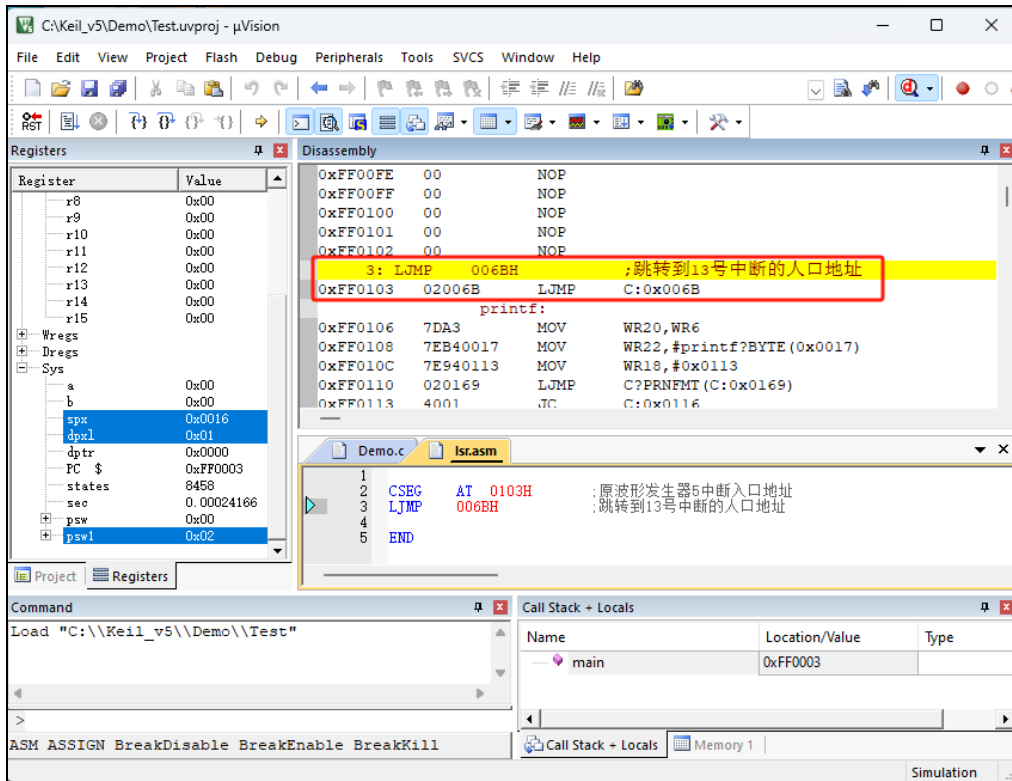 C:\Keil_v5\Demo\Test.uvproj - µVision
File Edit View Project Flash Debug Peripherals Tools SVCS Window Help
RST
Registers
Register Value
r8 0x00
r9 0x00
r10 0x00
r11 0x00
r12 0x00
r13 0x00
r14 0x00
r15 0x00
Wregs
Dregs
Sys
a 0x00
b 0x00
spx 0x0016
dpxl 0x01
dptr 0x0000
PC $ 0xFF0003
states 8458
sec 0.00024166
psw 0x00
psw1 0x02
Project Registers
Disassembly
0xFF00FE 00 NOP
0xFF00FF 00 NOP
0xFF0100 00 NOP
0xFF0101 00 NOP
0xFF0102 00 NOP
3: LJMP 006BH ;跳转到13号中断的人口地址
0xFF0103 02006B LJMP C:0x006B
printf:
0xFF0106 7DA3 MOV WR20,WR6
0xFF0108 7EB40017 MOV WR22,#printf?BYTE(0x0017)
0xFF010C 7E940113 MOV WR18,#0x0113
0xFF0110 020169 LJMP C?PRNFMT(C:0x0169)
0xFF0113 4001 JC C:0x0116
Demo.c Isr.asm
1
2 CSEG AT 0103H ;原波形发生器5中断入口地址
3 LJMP 006BH ;跳转到13号中断的人口地址
4
5 END
Command
Load "C:\\Keil_v5\\Demo\\Test"
>
ASM ASSIGN BreakDisable BreakEnable BreakKill
Call Stack + Locals
Name Location/Value Type
main 0xFF0003
Call Stack + Locals Memory 1
Simulation